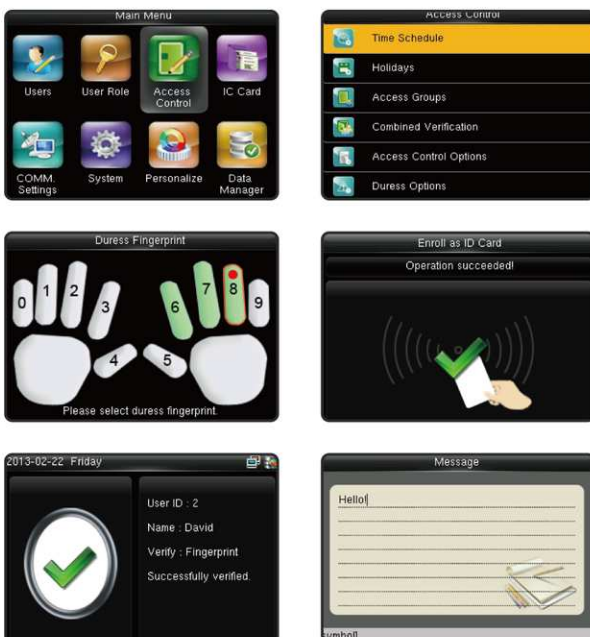 Main Menu
Users
User Role
Access
Control
IC Card
COMM.
Settings
System
Personalize
Data
Manager
Access Control
Time Schedule
Holidays
Access Groups
Combined Verification
Access Control Options
Duress Options
Duress Fingerprint
0
1
2
3
4
5
6
7
8
9
Please select duress fingerprint.
Enroll as ID Card
Operation succeeded!
2013-02-22 Friday
User ID : 2
Name : David
Verify : Fingerprint
Successfully verified.
Message
Hello!
symbol]